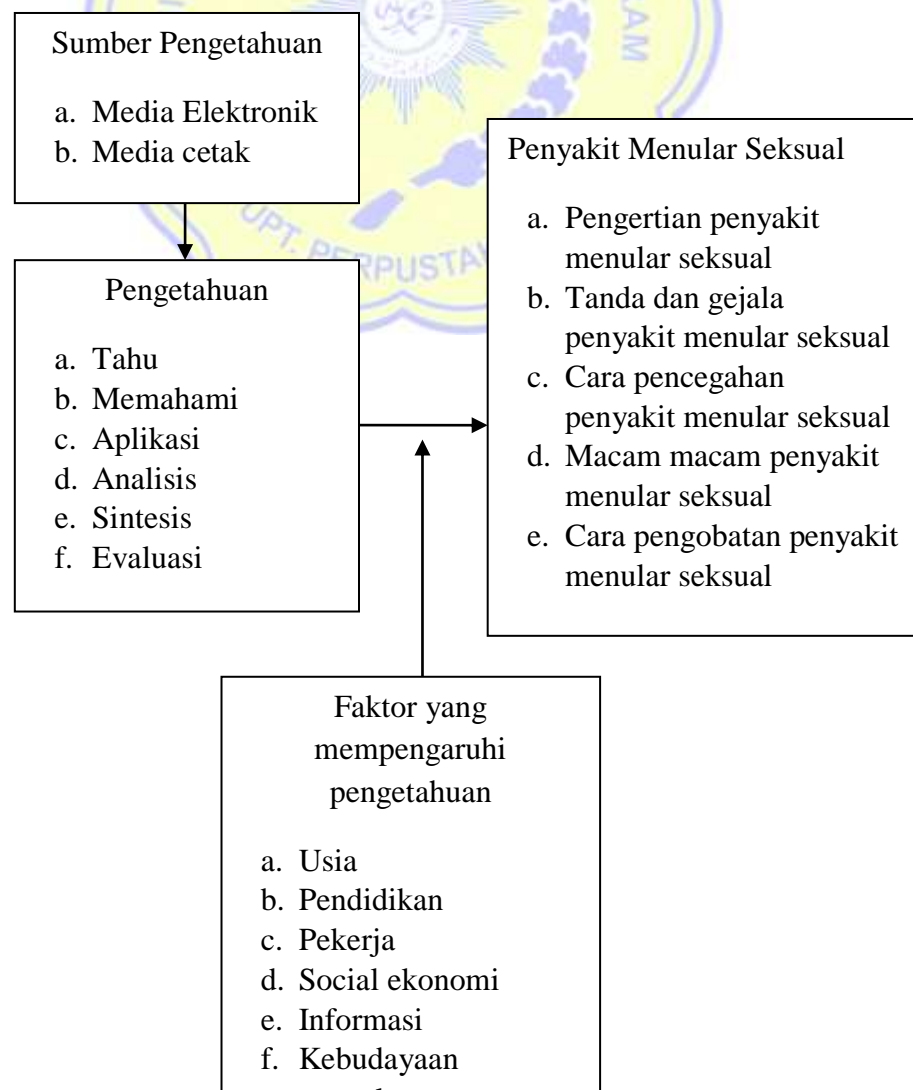 Sumber Pengetahuan
a. Media Elektronik
b. Media cetak
Pengetahuan
a. Tahu
b. Memahami
c. Aplikasi
d. Analisis
e. Sintesis
f. Evaluasi
Penyakit Menular Seksual
a. Pengertian penyakit
menular seksual
b. Tanda dan gejala
penyakit menular seksual
c. Cara pencegahan
penyakit menular seksual
d. Macam macam penyakit
menular seksual
e. Cara pengobatan penyakit
menular seksual
Faktor yang
mempengaruhi
pengetahuan
a. Usia
b. Pendidikan
c. Pekerja
d. Social ekonomi
e. Informasi
f. Kebudayaan
UPT.